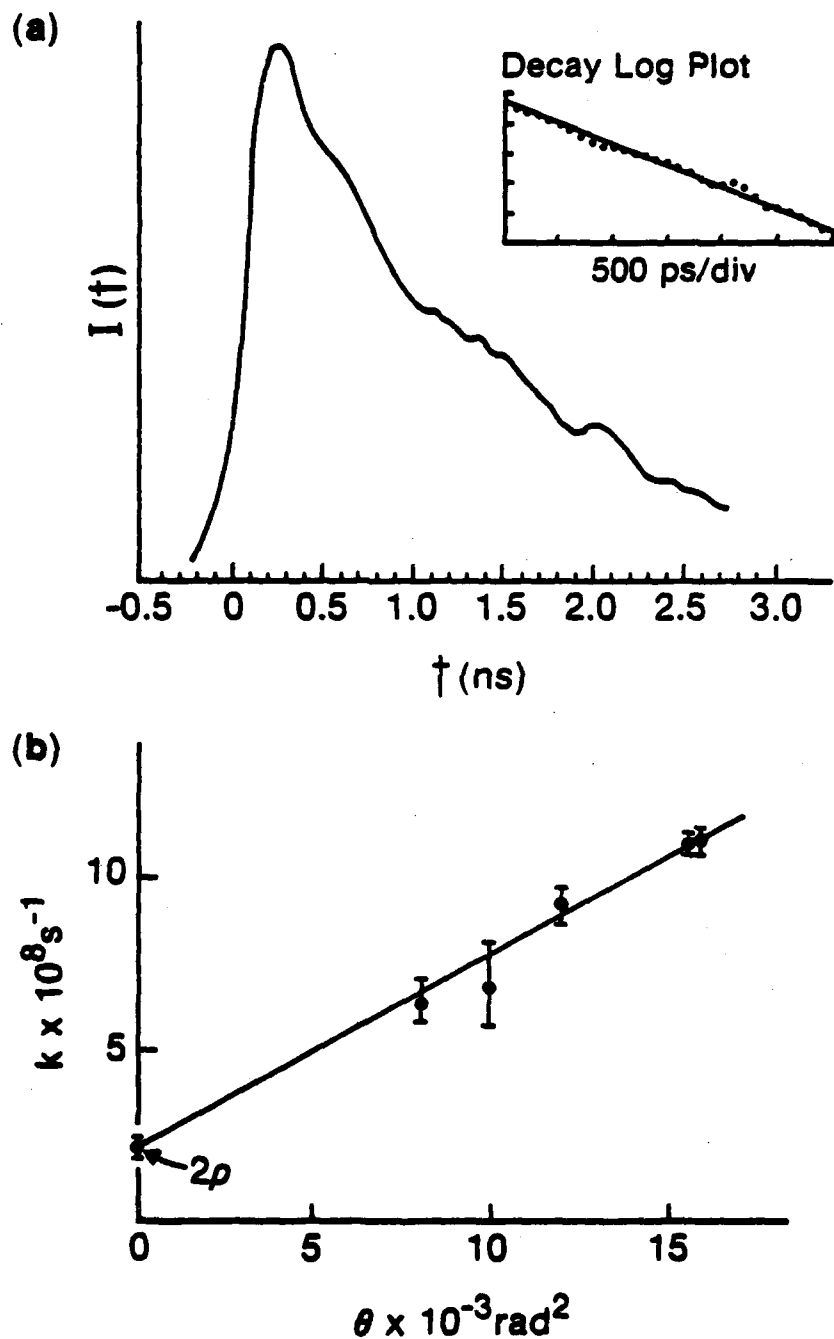 (a)
Decay Log Plot
500 ps/div
I (t)
-0.5 0 0.5 1.0 1.5 2.0 2.5 3.0
t (ns)
(b)
10
k x 10⁸s⁻¹
5
2ρ
0 5 10 15
θ x 10⁻³rad²